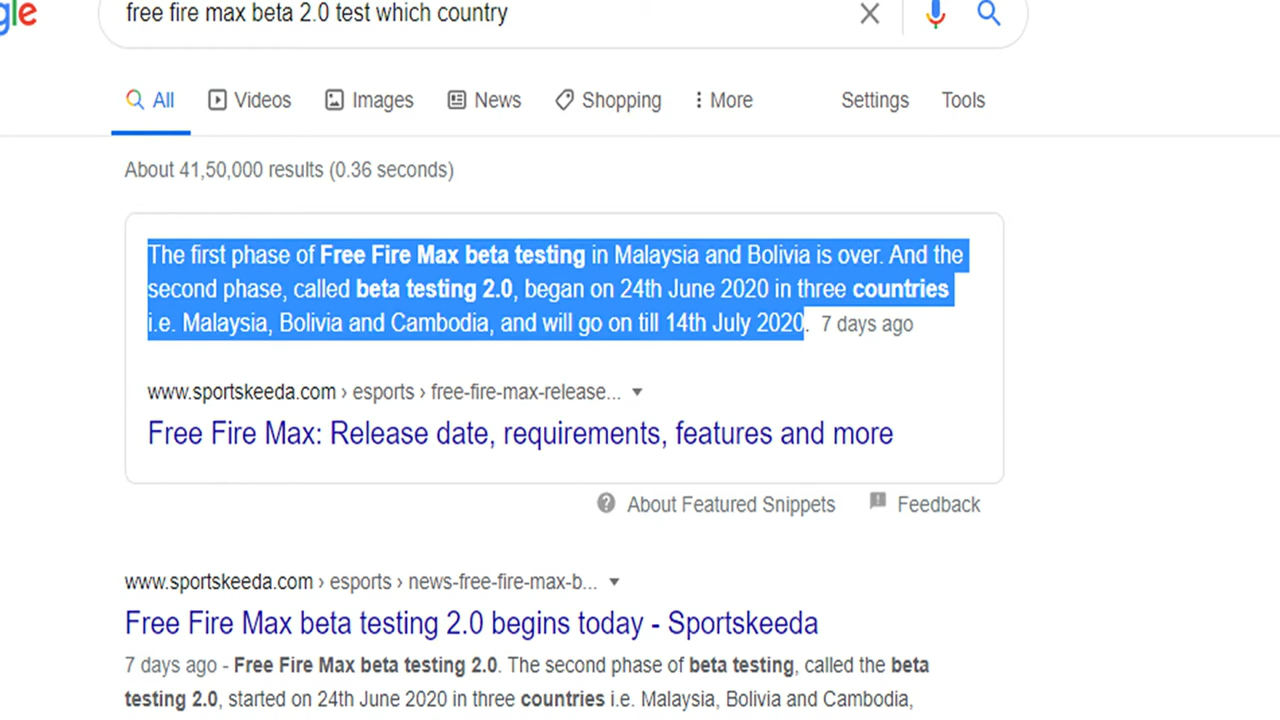 gle
free fire max beta 2.0 test which country
All Videos Images News Shopping More Settings Tools
About 41,50,000 results (0.36 seconds)
The first phase of Free Fire Max beta testing in Malaysia and Bolivia is over. And the
second phase, called beta testing 2.0, began on 24th June 2020 in three countries
i.e. Malaysia, Bolivia and Cambodia, and will go on till 14th July 2020. 7 days ago
www.sportskeeda.com › esports › free-fire-max-release...
Free Fire Max: Release date, requirements, features and more
About Featured Snippets Feedback
www.sportskeeda.com › esports › news-free-fire-max-b...
Free Fire Max beta testing 2.0 begins today - Sportskeeda
7 days ago - Free Fire Max beta testing 2.0. The second phase of beta testing, called the beta
testing 2.0, started on 24th June 2020 in three countries i.e. Malaysia, Bolivia and Cambodia,